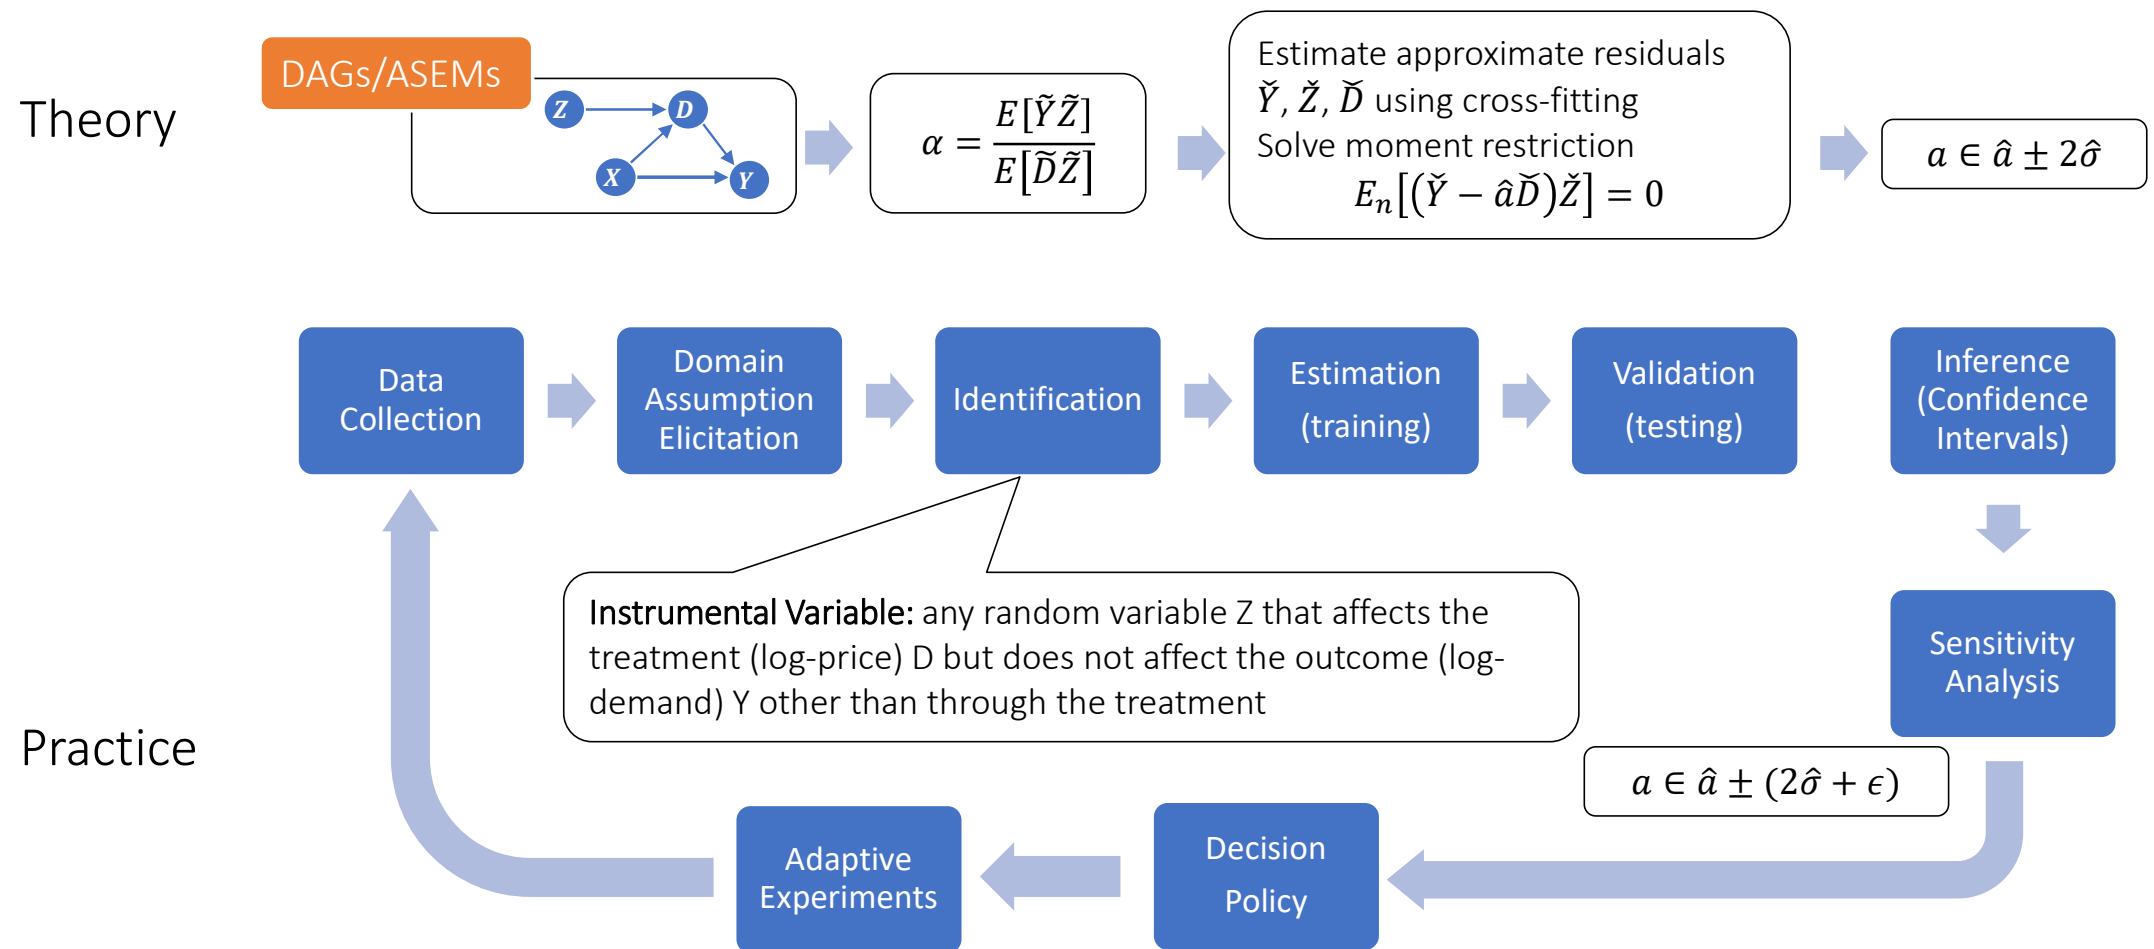 Theory
DAGs/ASEMs
Z
D
X
Y
α = E[ỸZ̃] / E[D̃Z̃]
Estimate approximate residuals
Y̌, Ž, Ď using cross-fitting
Solve moment restriction
Eₙ[(Y̌ − âĎ)Ž] = 0
a ∈ â ± 2σ̂
Data
Collection
Domain
Assumption
Elicitation
Identification
Estimation
(training)
Validation
(testing)
Inference
(Confidence
Intervals)
Instrumental Variable: any random variable Z that affects the
treatment (log-price) D but does not affect the outcome (log-
demand) Y other than through the treatment
Sensitivity
Analysis
Practice
a ∈ â ± (2σ̂ + ϵ)
Adaptive
Experiments
Decision
Policy